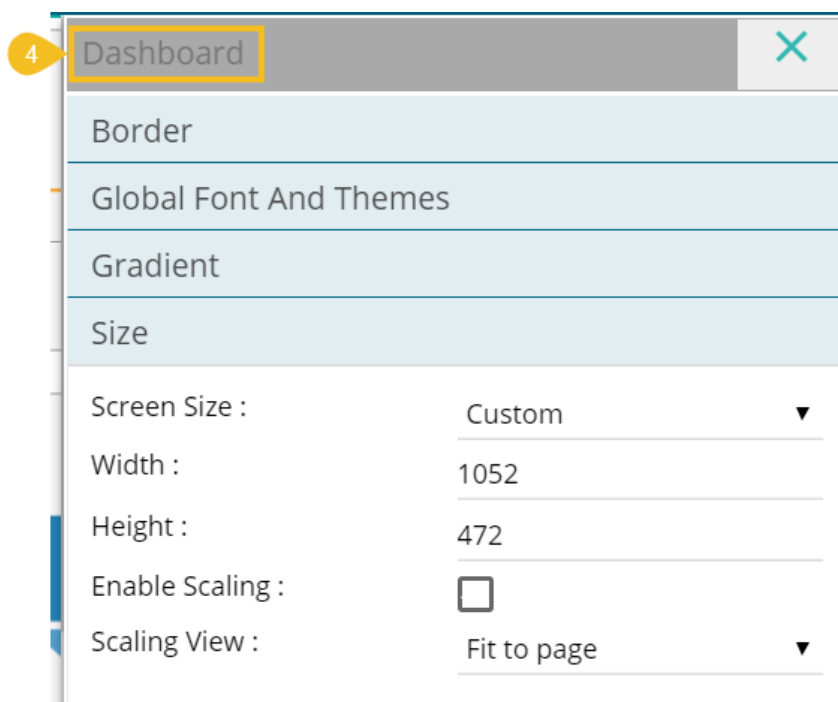 4 Dashboard
Border
Global Font And Themes
Gradient
Size
Screen Size : Custom
Width : 1052
Height : 472
Enable Scaling :
Scaling View : Fit to page